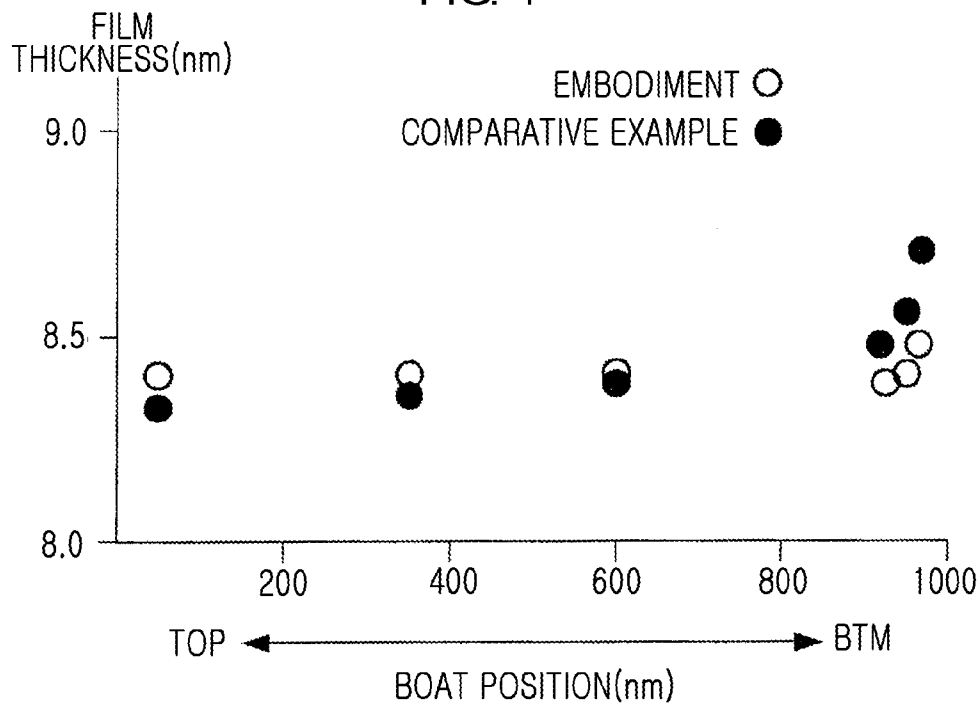 FILM
THICKNESS(nm)
EMBODIMENT
COMPARATIVE EXAMPLE
9.0
8.5
8.0
200 400 600 800 1000
TOP BTM
BOAT POSITION(nm)